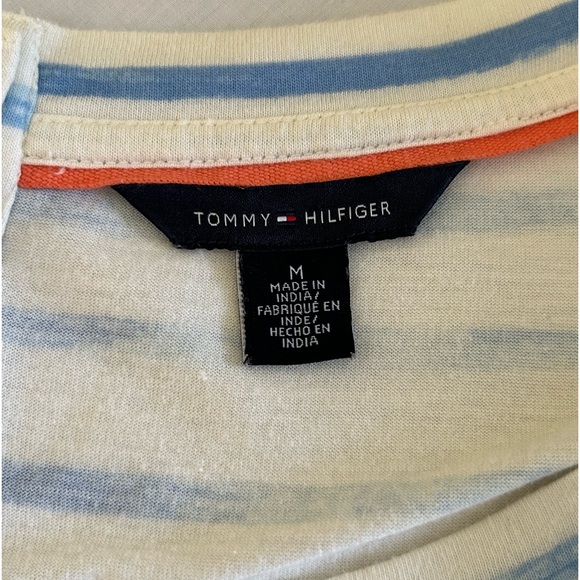 TOMMY HILFIGER
M
MADE IN
INDIA/
FABRIQUÉ EN
INDE/
HECHO EN
INDIA